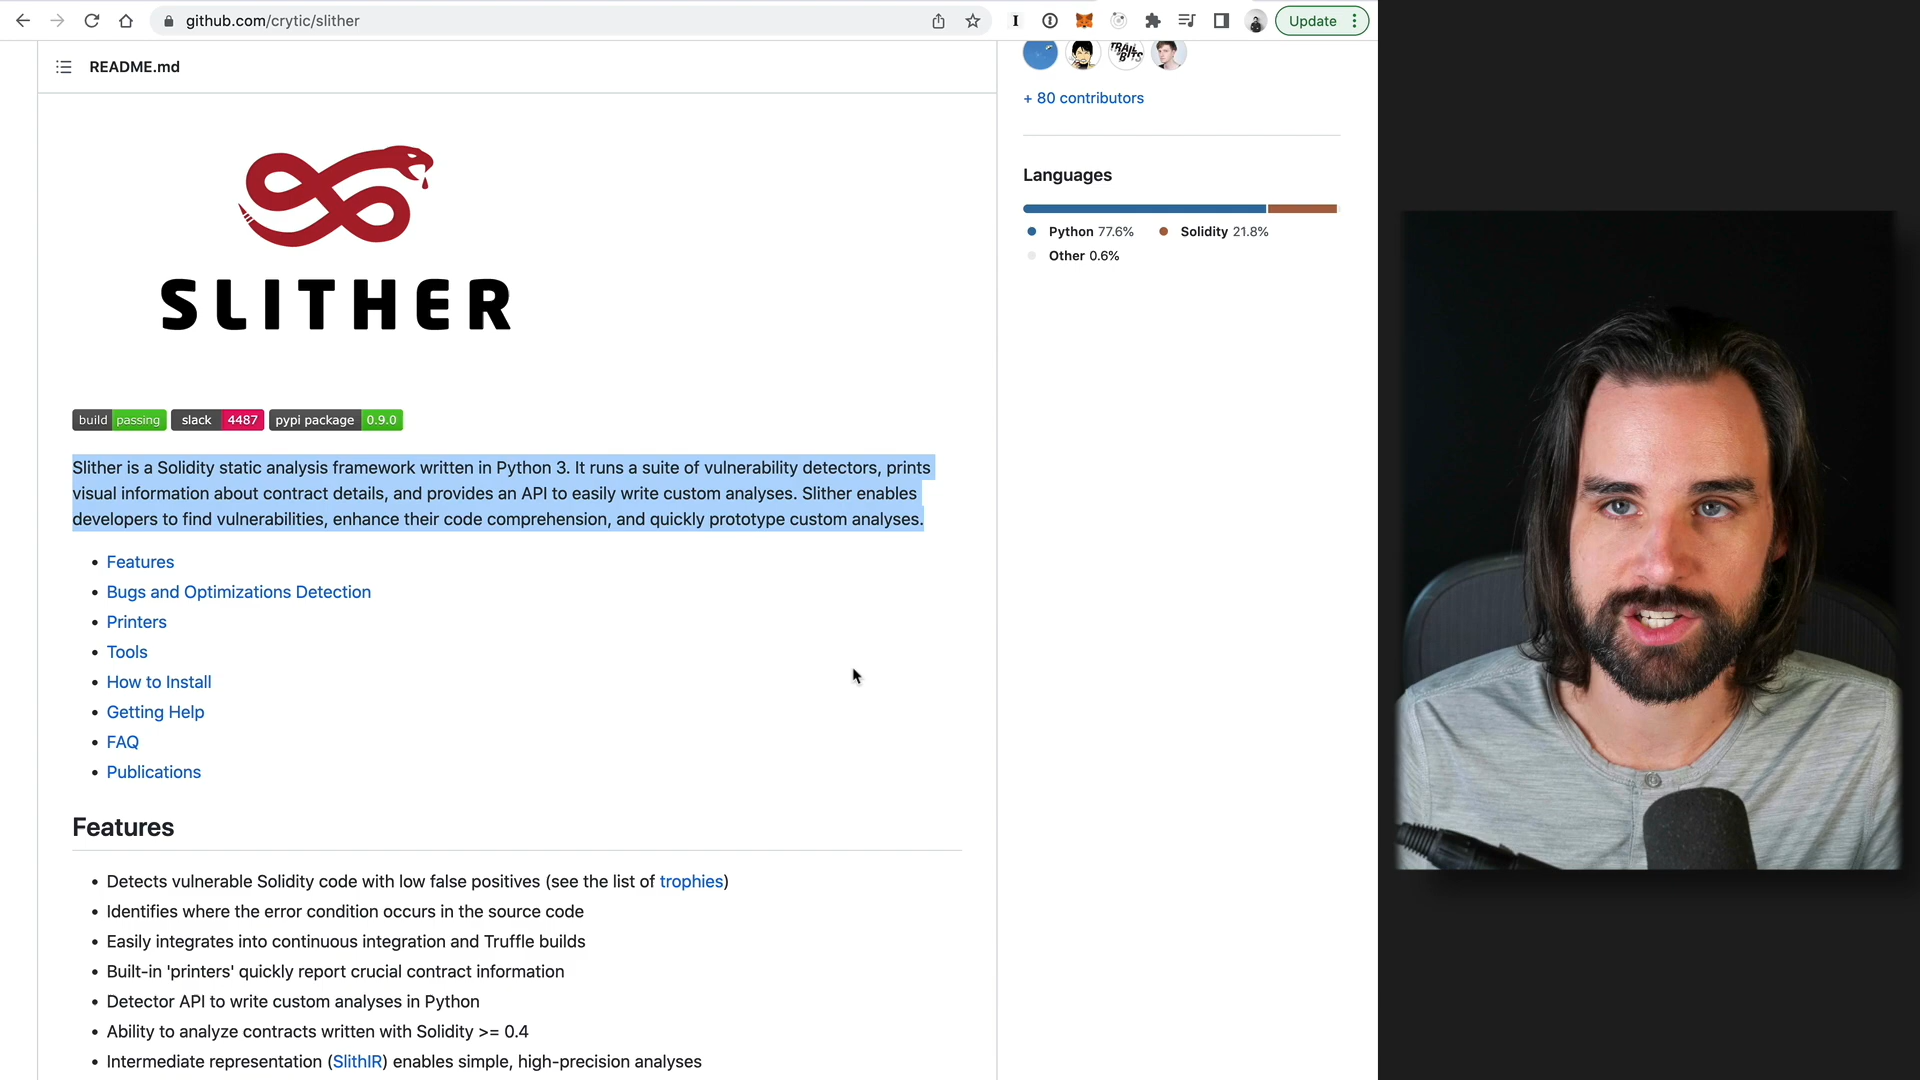 github.com/crytic/slither
Update
README.md
+ 80 contributors
Languages
Python 77.6%
Solidity 21.8%
Other 0.6%
SLITHER
build passing
slack 4487
pypi package 0.9.0
Slither is a Solidity static analysis framework written in Python 3. It runs a suite of vulnerability detectors, prints
visual information about contract details, and provides an API to easily write custom analyses. Slither enables
developers to find vulnerabilities, enhance their code comprehension, and quickly prototype custom analyses.
Features
Bugs and Optimizations Detection
Printers
Tools
How to Install
Getting Help
FAQ
Publications
Features
Detects vulnerable Solidity code with low false positives (see the list of trophies)
Identifies where the error condition occurs in the source code
Easily integrates into continuous integration and Truffle builds
Built-in 'printers' quickly report crucial contract information
Detector API to write custom analyses in Python
Ability to analyze contracts written with Solidity >= 0.4
Intermediate representation (SlithIR) enables simple, high-precision analyses